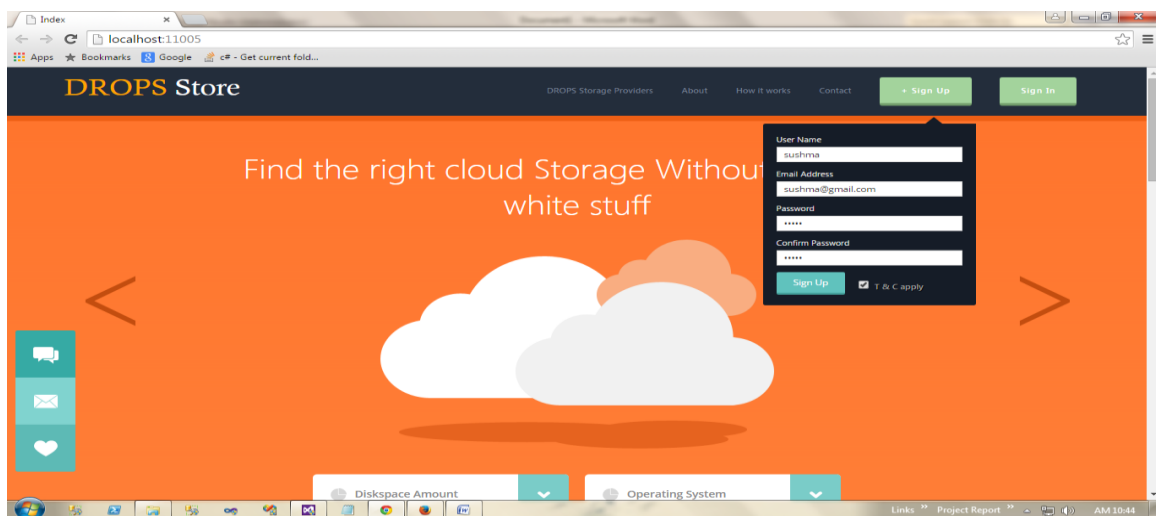 Index
localhost:11005
Apps Bookmarks Google c# - Get current fold...
DROPS Store
DROPS Storage Providers About How it works Contact + Sign Up Sign In
User Name
sushma
Email Address
sushma@gmail.com
Password
•••••
Confirm Password
•••••
Sign Up T & C apply
Find the right cloud Storage Without
white stuff
Diskspace Amount Operating System
Links » Project Report » AM 10:44